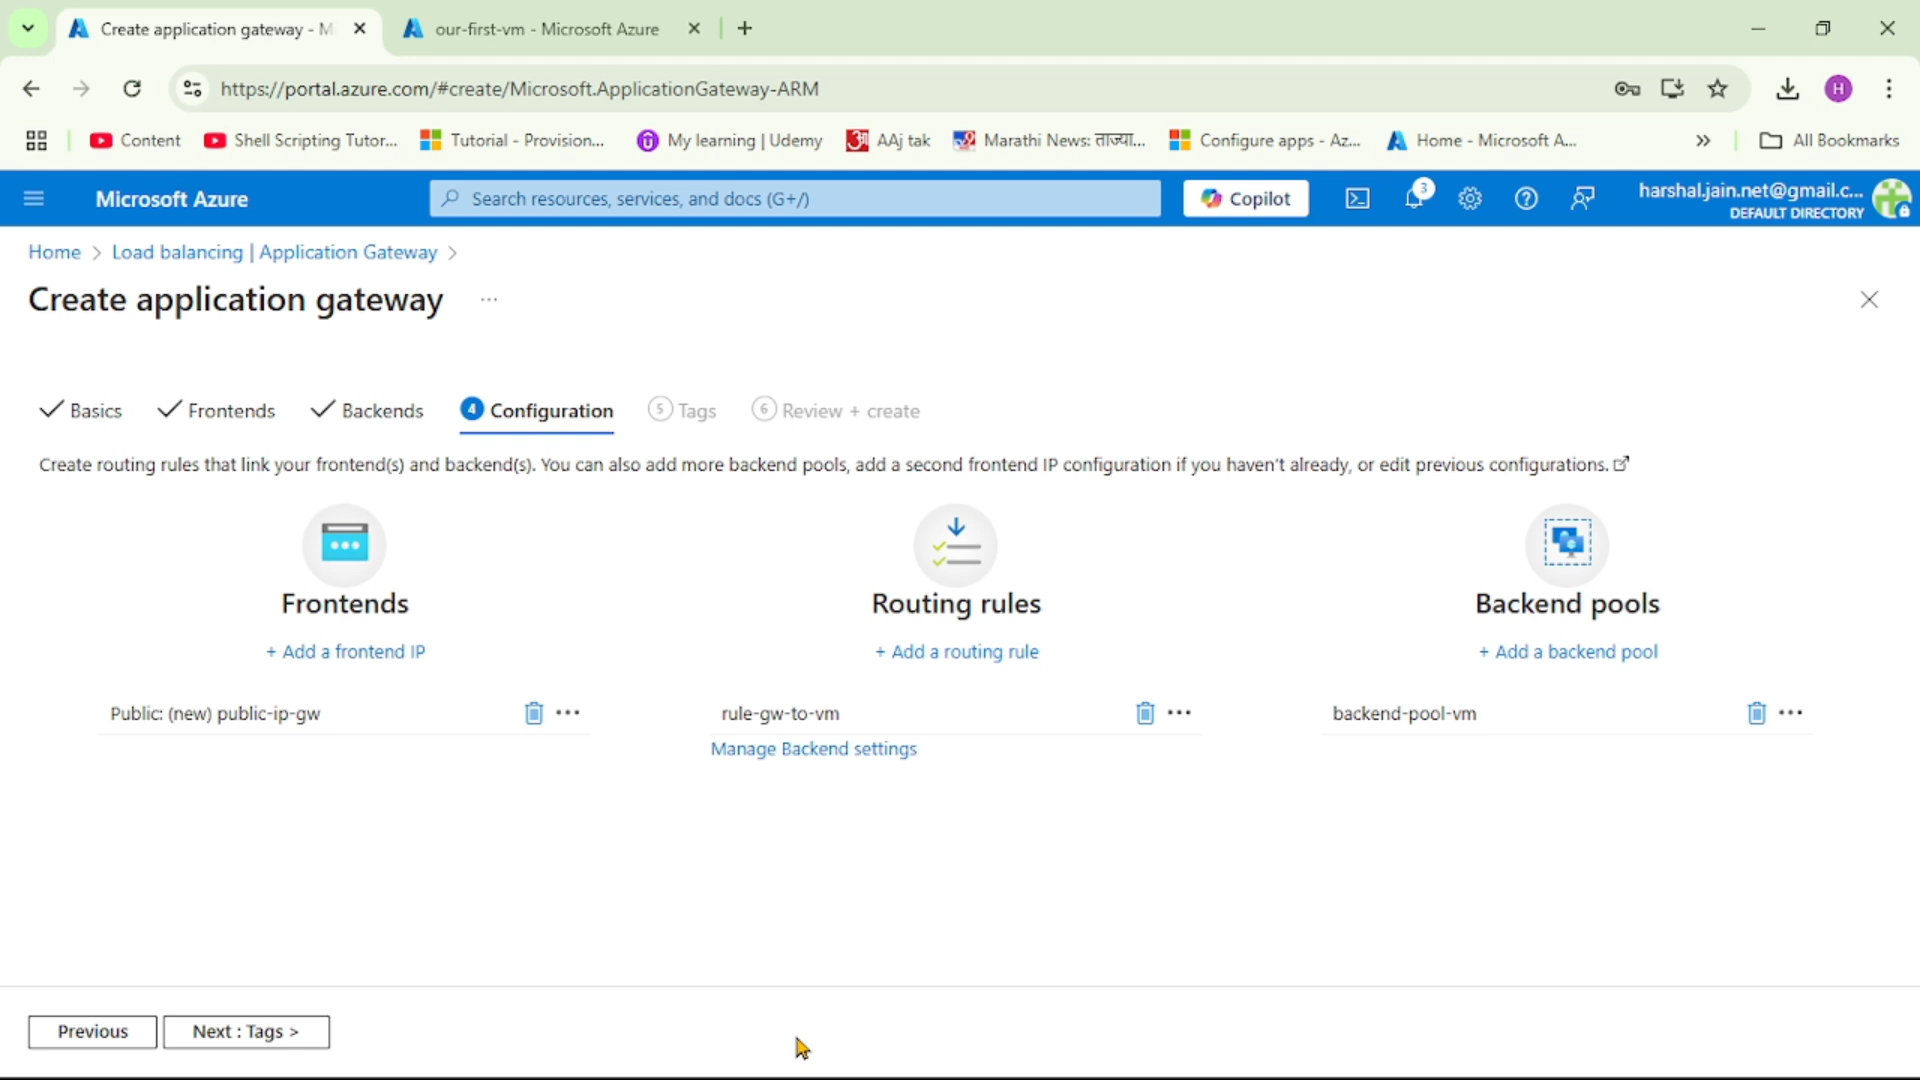 Create application gateway - M
our-first-vm - Microsoft Azure
https://portal.azure.com/#create/Microsoft.ApplicationGateway-ARM
H
Content
Shell Scripting Tutor...
Tutorial - Provision...
My learning | Udemy
AAj tak
Marathi News: ताज्या...
Configure apps - Az...
Home - Microsoft A...
All Bookmarks
Microsoft Azure
Search resources, services, and docs (G+/)
Copilot
3
harshal.jain.net@gmail.c...
DEFAULT DIRECTORY
Home > Load balancing | Application Gateway >
Create application gateway ...
Basics
Frontends
Backends
4 Configuration
5 Tags
6 Review + create
Create routing rules that link your frontend(s) and backend(s). You can also add more backend pools, add a second frontend IP configuration if you haven't already, or edit previous configurations.
Frontends
+ Add a frontend IP
Public: (new) public-ip-gw
Routing rules
+ Add a routing rule
rule-gw-to-vm
Manage Backend settings
Backend pools
+ Add a backend pool
backend-pool-vm
Previous
Next : Tags >